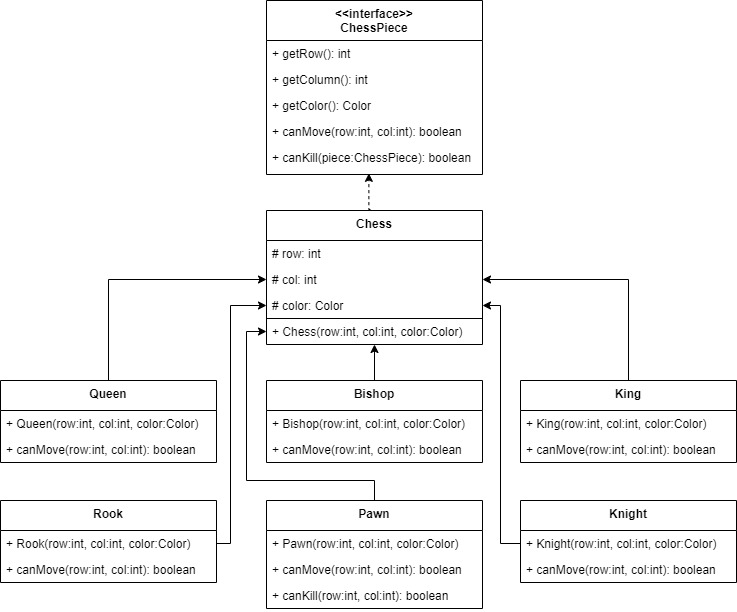 <<interface>>
ChessPiece
+ getRow(): int
+ getColumn(): int
+ getColor(): Color
+ canMove(row:int, col:int): boolean
+ canKill(piece:ChessPiece): boolean
Chess
# row: int
# col: int
# color: Color
+ Chess(row:int, col:int, color:Color)
Queen
+ Queen(row:int, col:int, color:Color)
+ canMove(row:int, col:int): boolean
Bishop
+ Bishop(row:int, col:int, color:Color)
+ canMove(row:int, col:int): boolean
King
+ King(row:int, col:int, color:Color)
+ canMove(row:int, col:int): boolean
Rook
+ Rook(row:int, col:int, color:Color)
+ canMove(row:int, col:int): boolean
Pawn
+ Pawn(row:int, col:int, color:Color)
+ canMove(row:int, col:int): boolean
+ canKill(row:int, col:int): boolean
Knight
+ Knight(row:int, col:int, color:Color)
+ canMove(row:int, col:int): boolean